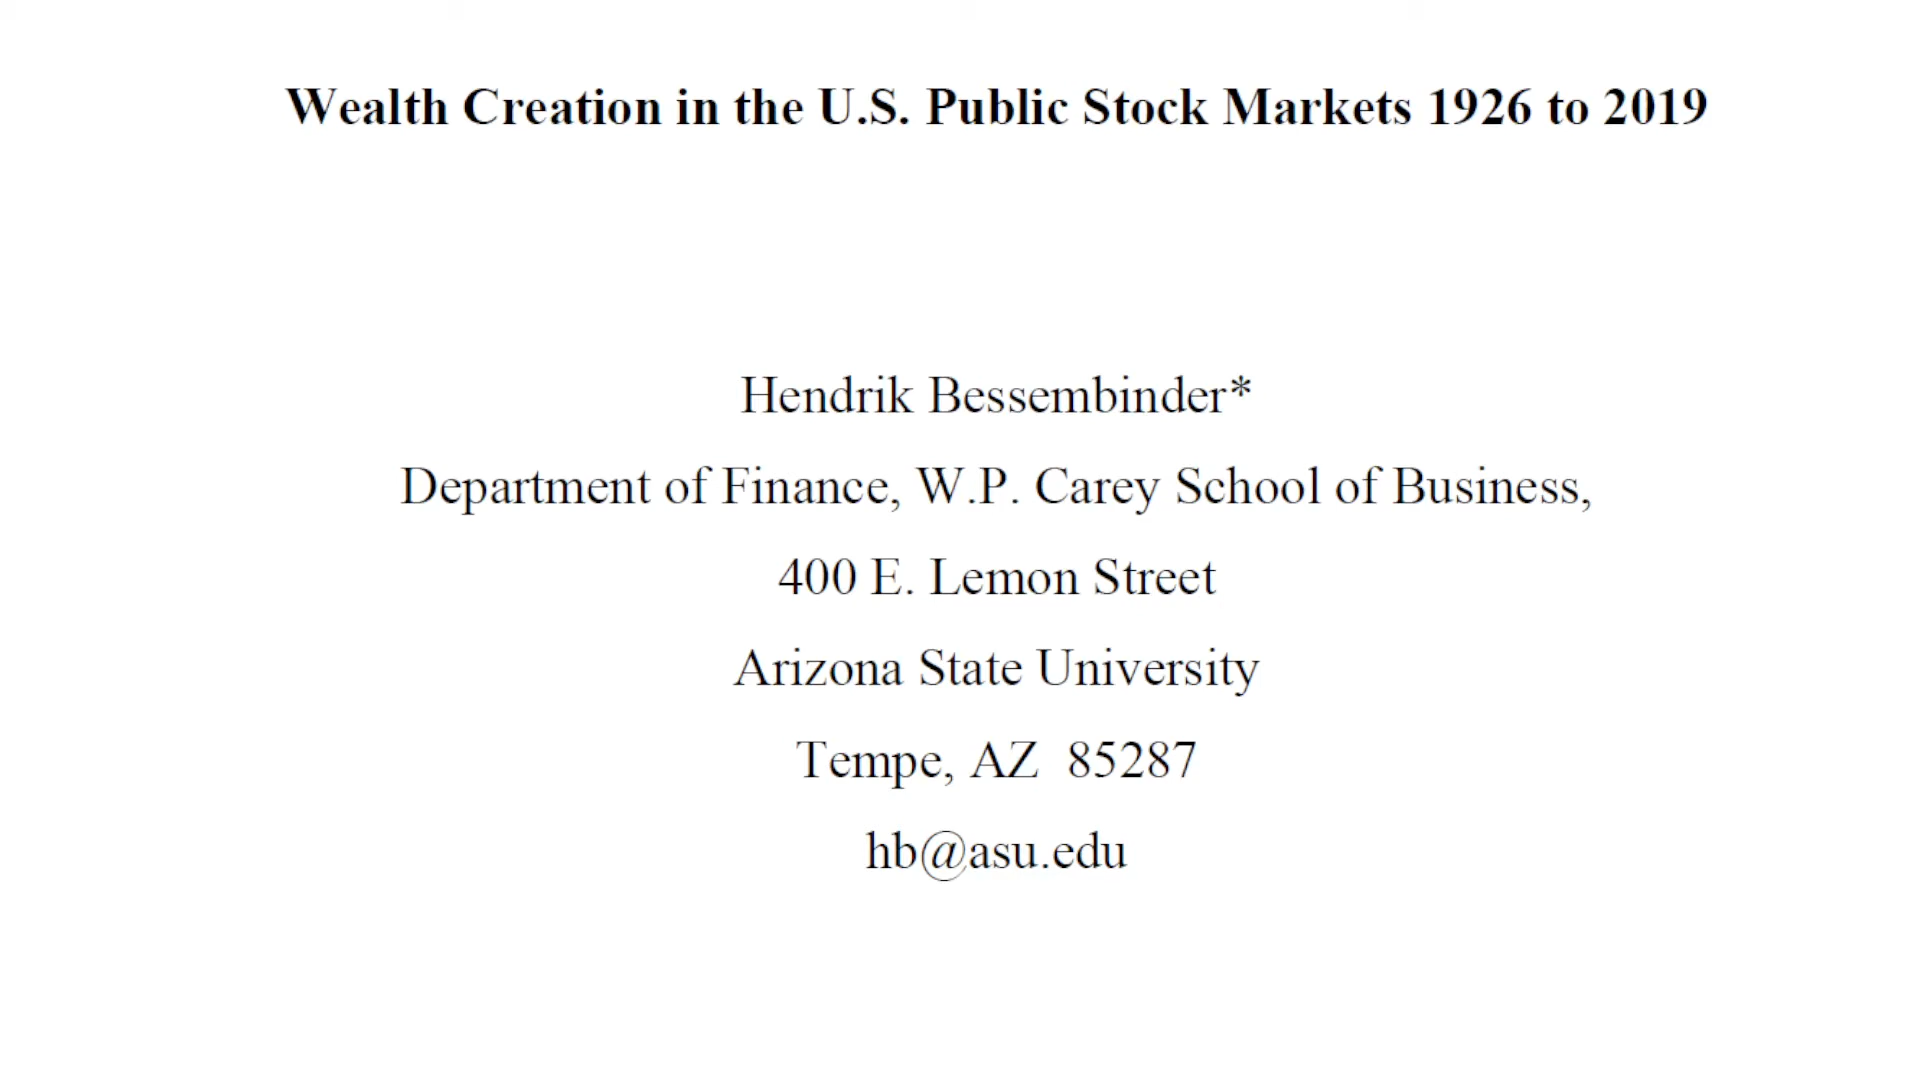 Wealth Creation in the U.S. Public Stock Markets 1926 to 2019
Hendrik Bessembinder*
Department of Finance, W.P. Carey School of Business,
400 E. Lemon Street
Arizona State University
Tempe, AZ  85287
hb@asu.edu